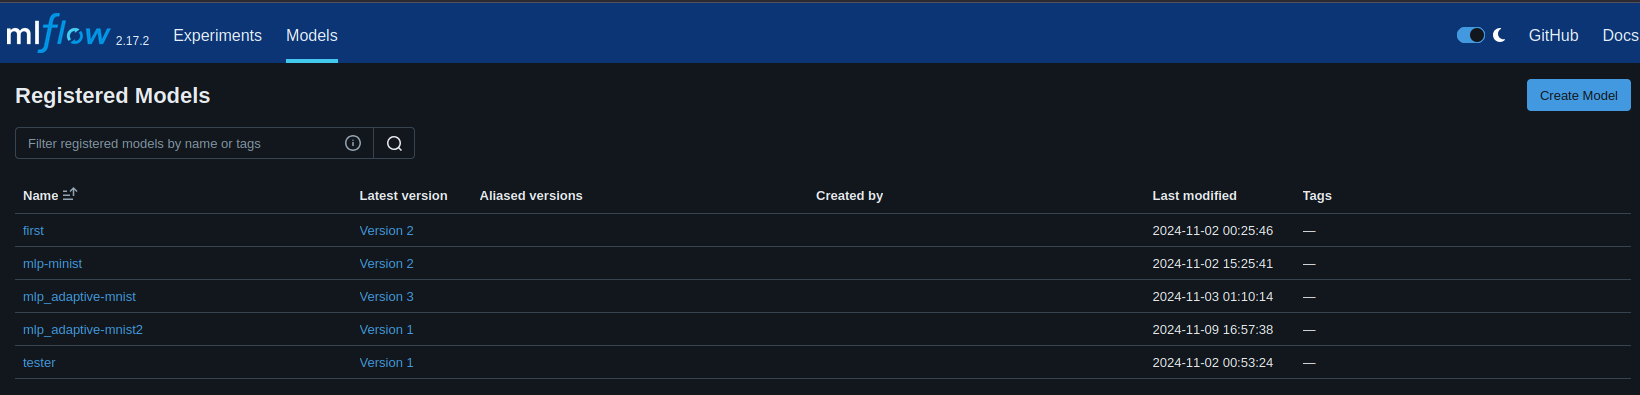 mlflow 2.17.2 Experiments Models GitHub Docs
Registered Models Create Model
Filter registered models by name or tags
Name Latest version Aliased versions Created by Last modified Tags
first Version 2 2024-11-02 00:25:46 —
mlp-minist Version 2 2024-11-02 15:25:41 —
mlp_adaptive-mnist Version 3 2024-11-03 01:10:14 —
mlp_adaptive-mnist2 Version 1 2024-11-09 16:57:38 —
tester Version 1 2024-11-02 00:53:24 —